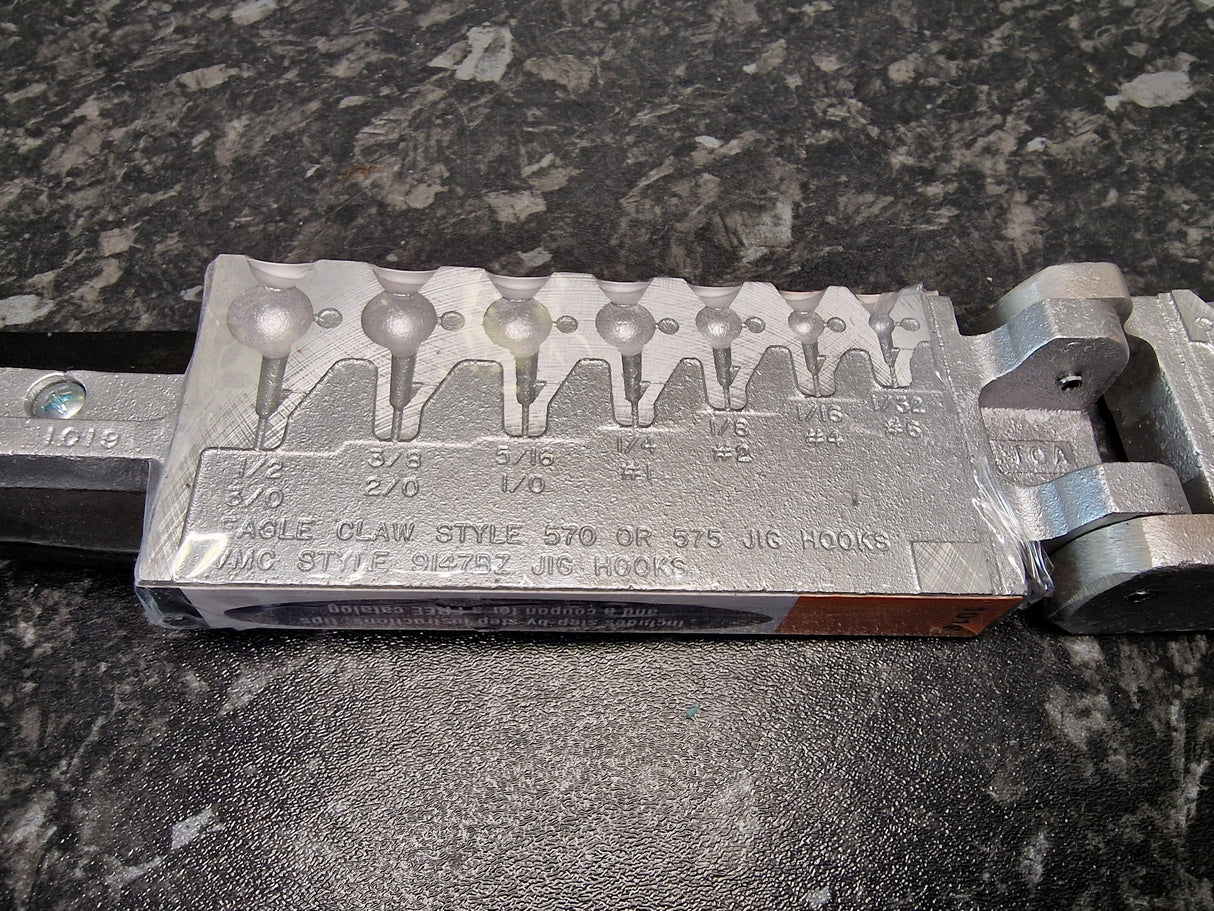 1019
1/2 3/8 5/16 1/4 1/8 1/16 1/32
3/0 2/0 1/0 #1 #2 #4 #6
EAGLE CLAW STYLE 570 OR 575 JIG HOOKS
VMC STYLE 9147BZ JIG HOOKS
Includes step-by-step instructions, tips
and a coupon for a FREE catalog